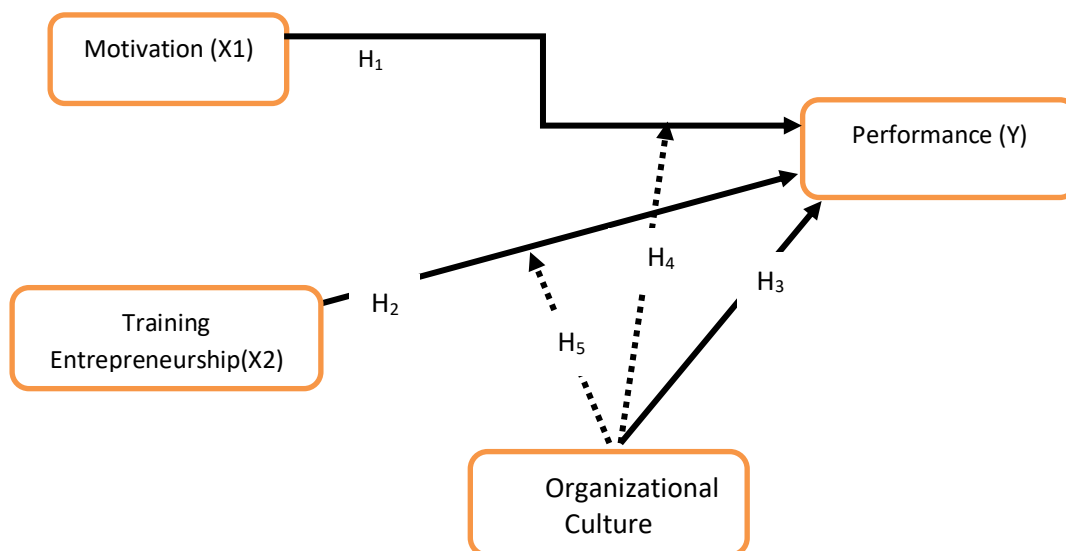 Motivation (X1)
H₁
Performance (Y)
H₄
H₃
H₂
Training
Entrepreneurship(X2)
H₅
Organizational
Culture